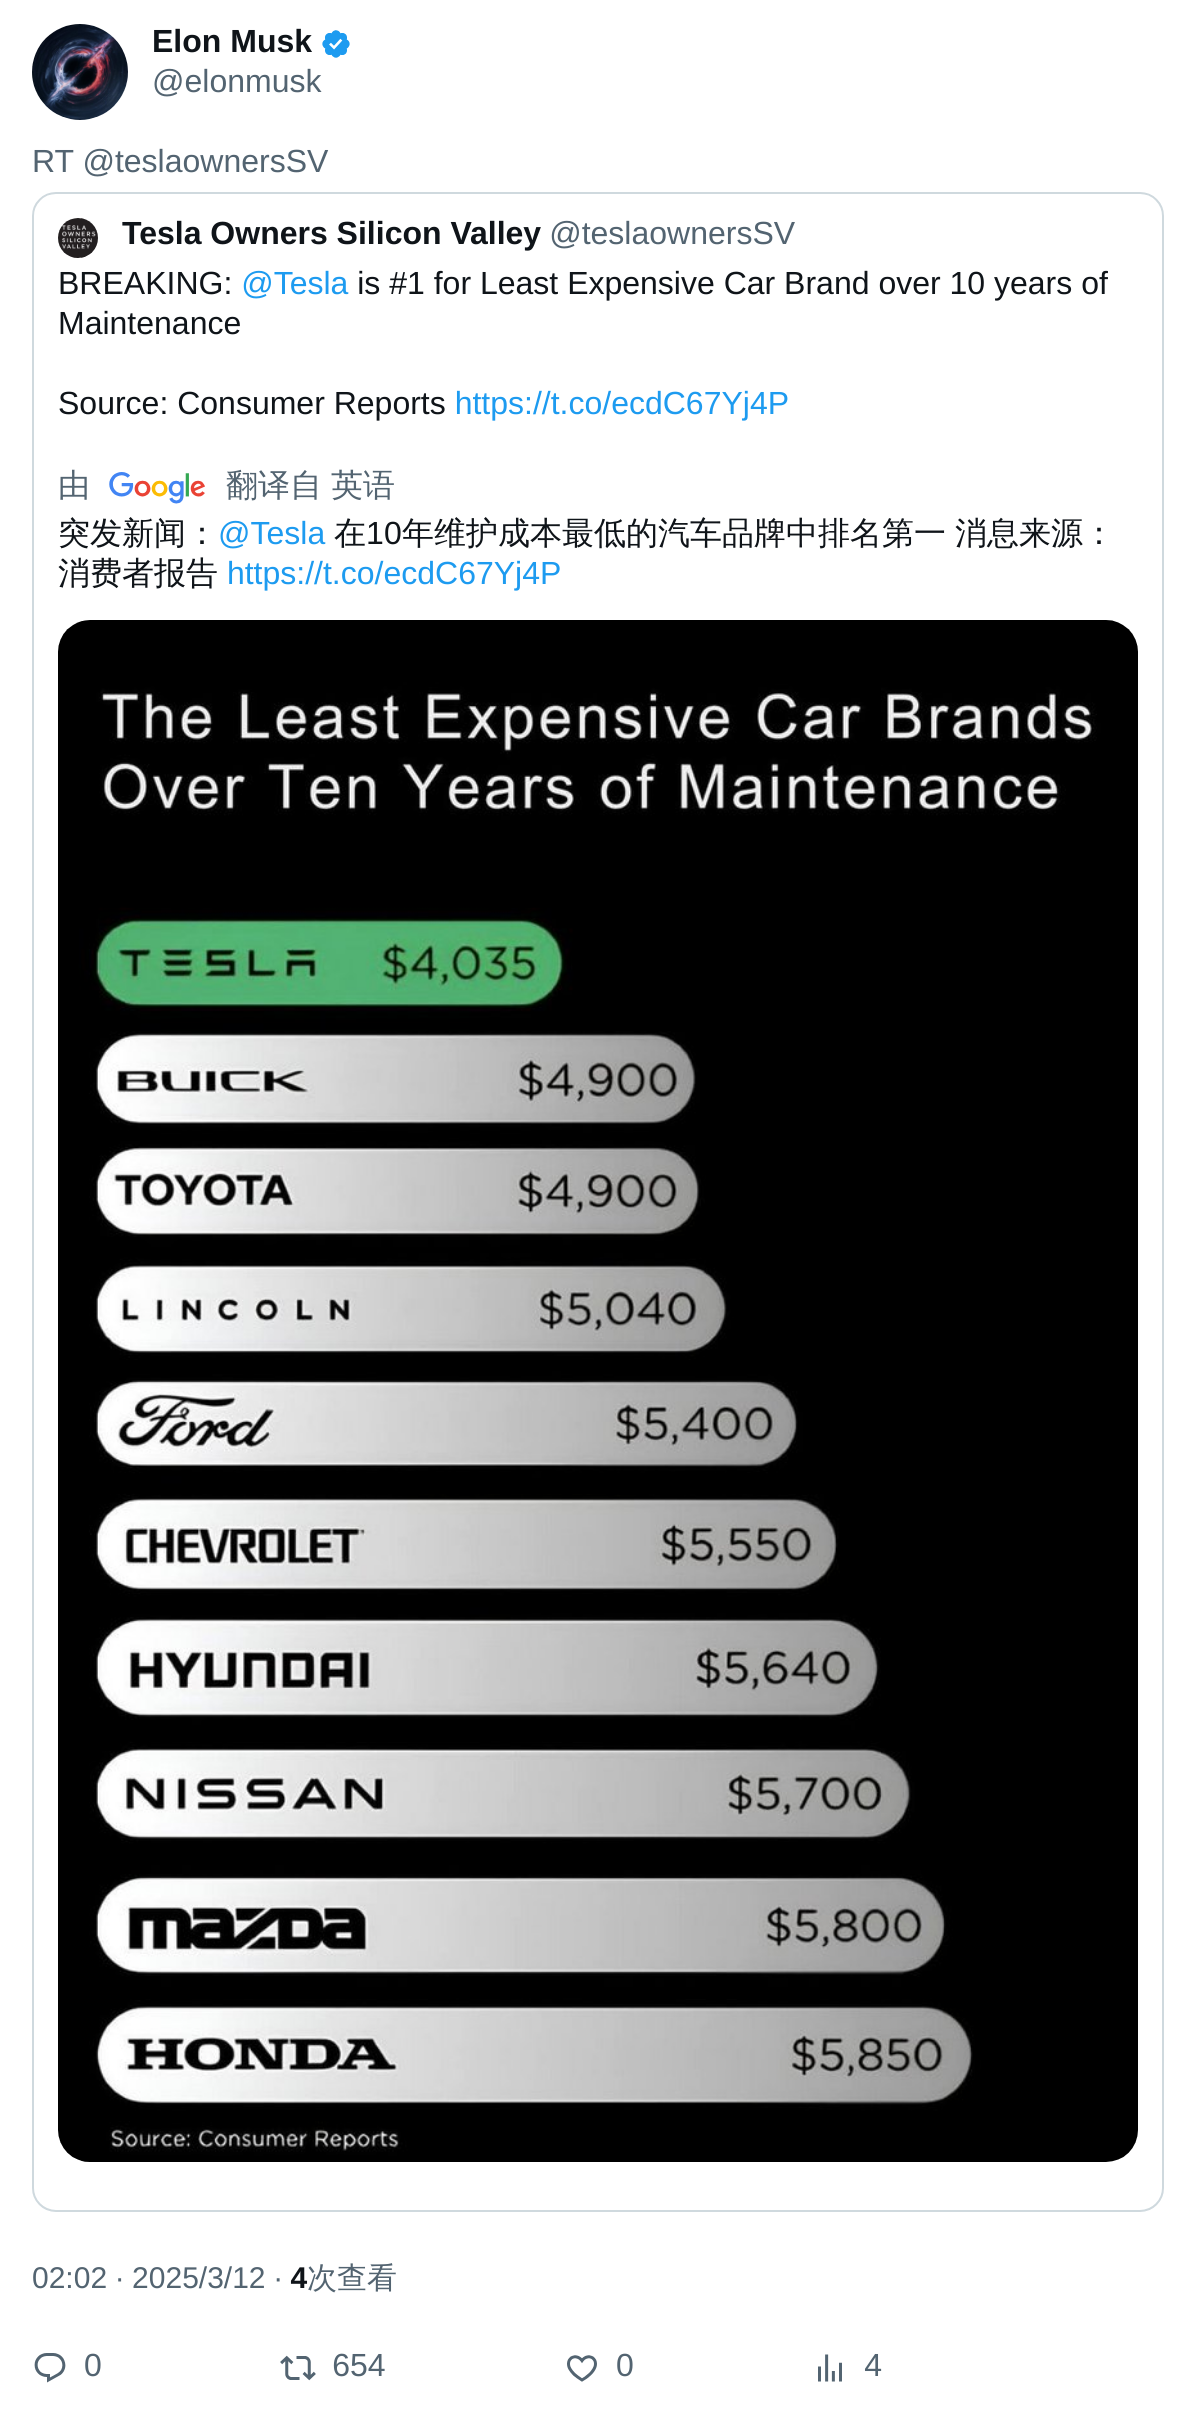 Elon Musk
@elonmusk
RT @teslaownersSV
TESLA
OWNERS
SILICON
VALLEY
Tesla Owners Silicon Valley @teslaownersSV
BREAKING: @Tesla is #1 for Least Expensive Car Brand over 10 years of
Maintenance
Source: Consumer Reports https://t.co/ecdC67Yj4P
由 Google 翻译自 英语
突发新闻：@Tesla 在10年维护成本最低的汽车品牌中排名第一 消息来源：
消费者报告 https://t.co/ecdC67Yj4P
The Least Expensive Car Brands
Over Ten Years of Maintenance
TESLA $4,035
BUICK $4,900
TOYOTA $4,900
LINCOLN $5,040
Ford $5,400
CHEVROLET $5,550
HYUNDAI $5,640
NISSAN $5,700
mazda $5,800
HONDA $5,850
Source: Consumer Reports
02:02 · 2025/3/12 · 4次查看
0 654 0 4